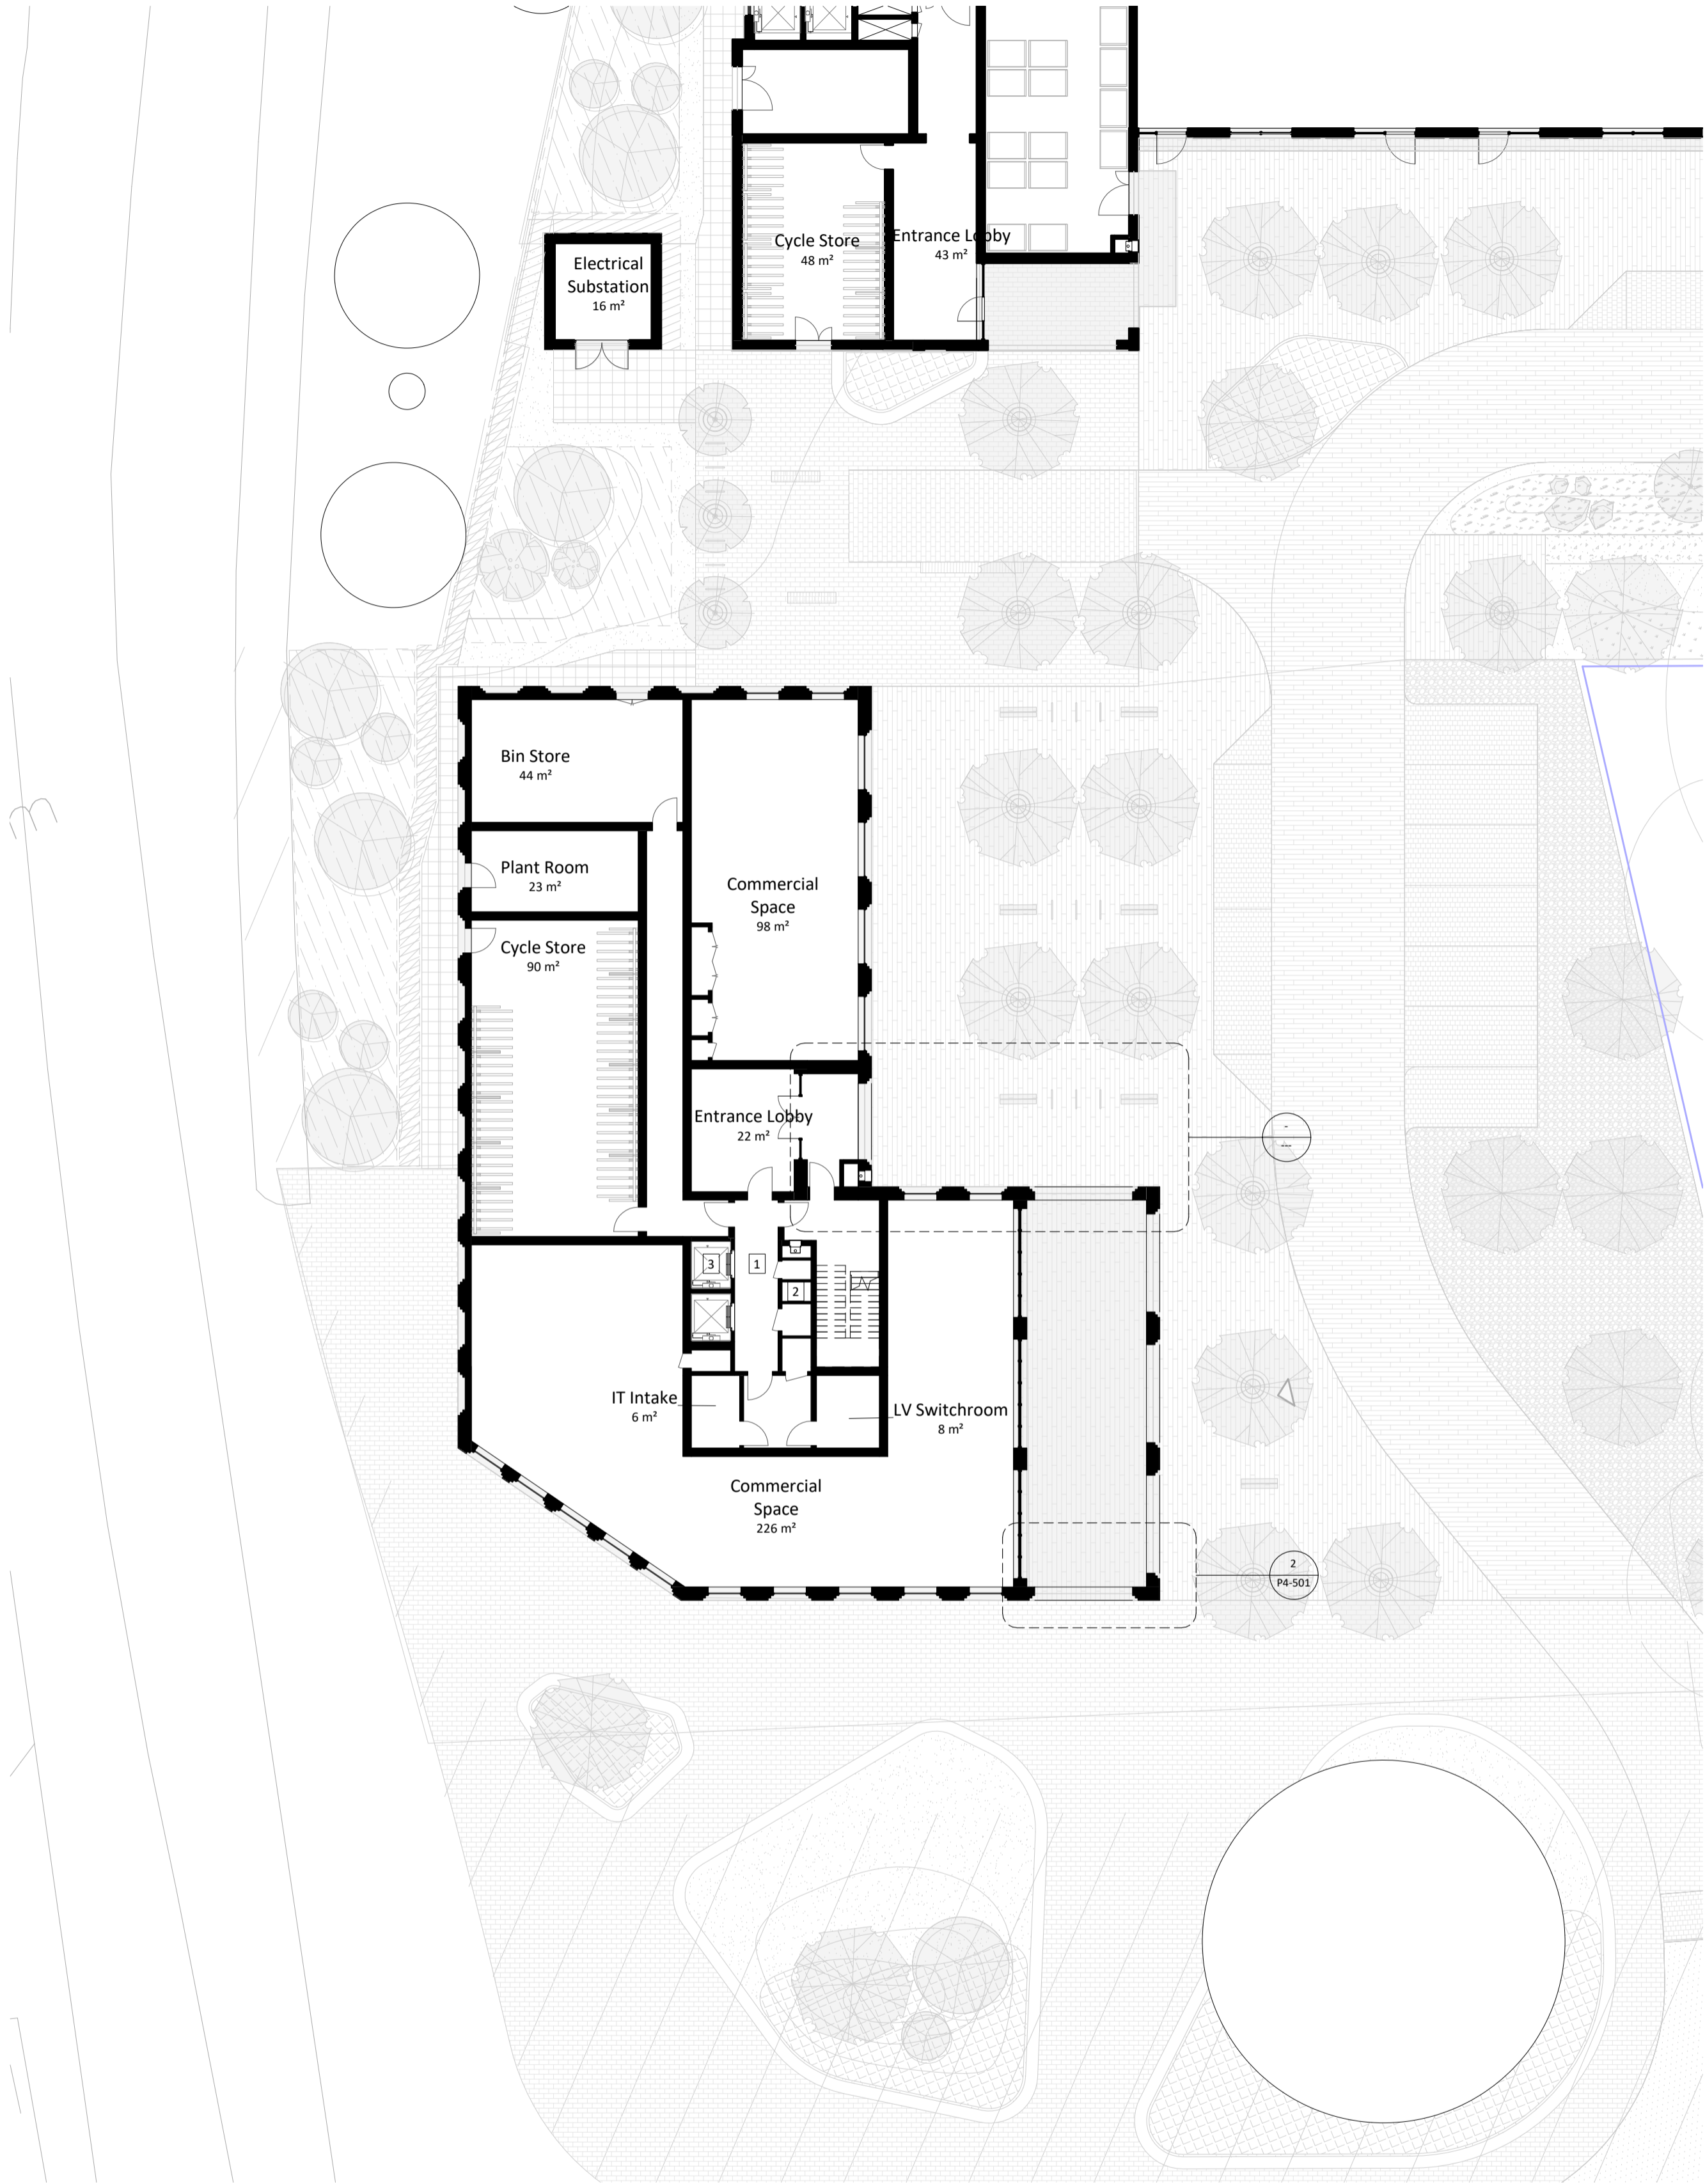 Cycle Store
48 m²
Entrance Lobby
43 m²
Electrical
Substation
16 m²
Bin Store
44 m²
Plant Room
23 m²
Commercial
Space
98 m²
Cycle Store
90 m²
Entrance Lobby
22 m²
-
---
3
1
2
IT Intake
6 m²
LV Switchroom
8 m²
Commercial
Space
226 m²
2
P4-501